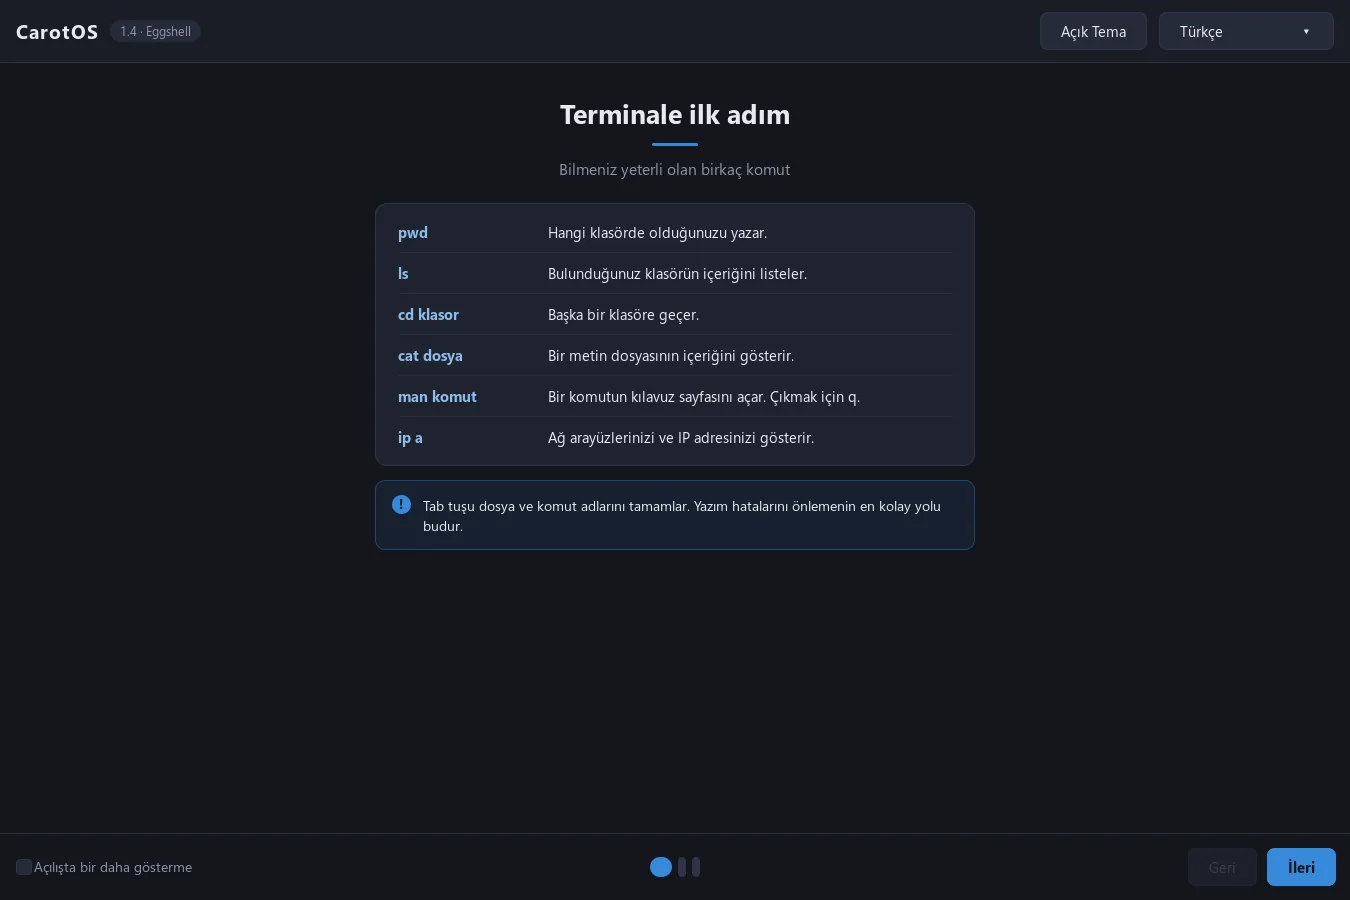 CarotOS
1.4 · Eggshell
Açık Tema
Türkçe
Terminale ilk adım
Bilmeniz yeterli olan birkaç komut
pwd Hangi klasörde olduğunuzu yazar.
ls Bulunduğunuz klasörün içeriğini listeler.
cd klasor Başka bir klasöre geçer.
cat dosya Bir metin dosyasının içeriğini gösterir.
man komut Bir komutun kılavuz sayfasını açar. Çıkmak için q.
ip a Ağ arayüzlerinizi ve IP adresinizi gösterir.
! Tab tuşu dosya ve komut adlarını tamamlar. Yazım hatalarını önlemenin en kolay yolu
budur.
Açılışta bir daha gösterme
Geri
İleri